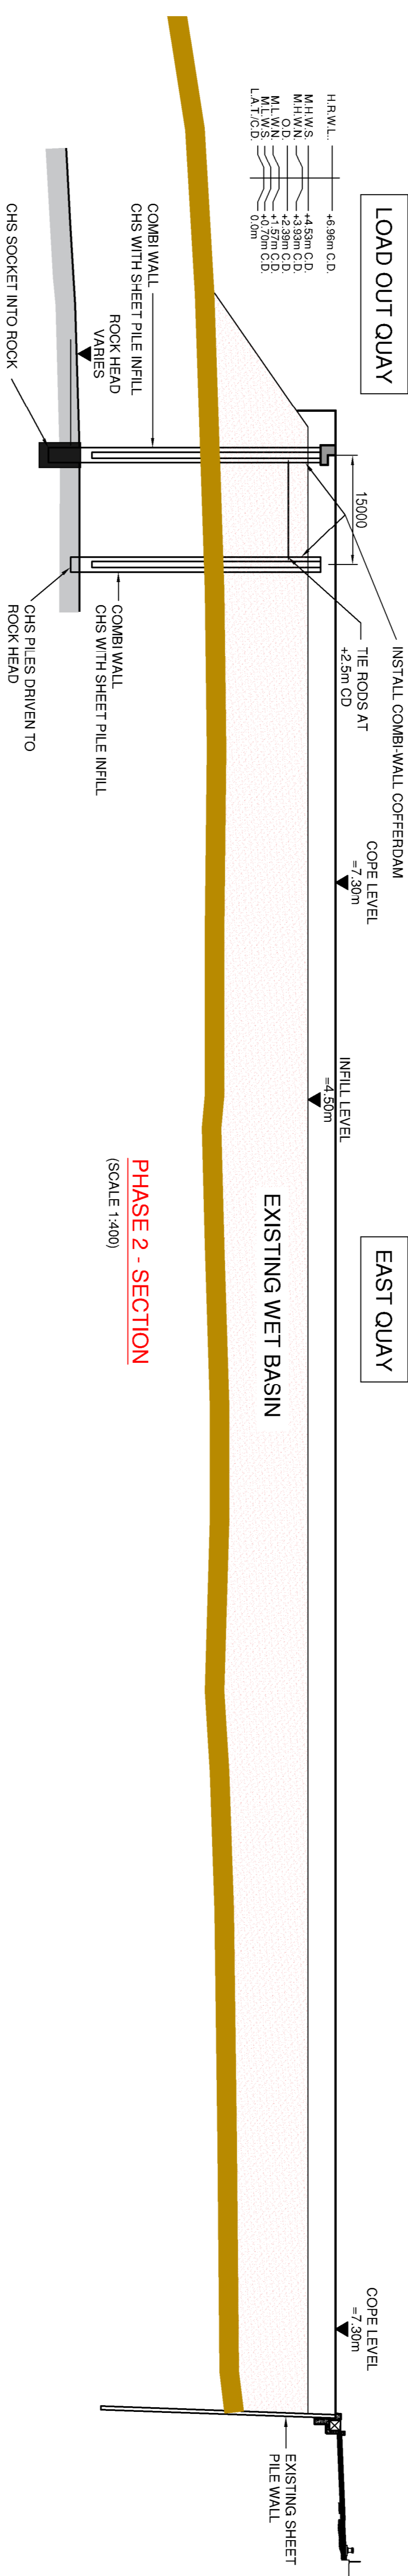 LOAD OUT QUAY
EAST QUAY
H.R.W.L. +6.96m C.D.
M.H.W.S. +4.53m C.D.
M.H.W.N. +3.93m C.D.
O.D. +2.39m C.D.
M.L.W.N. +1.57m C.D.
M.L.W.S. +0.70m C.D.
L.A.T./C.D. 0.0m
INSTALL COMBI-WALL COFFERDAM
15000
TIE RODS AT
+2.5m CD
COPE LEVEL
=7.30m
INFILL LEVEL
=4.50m
COPE LEVEL
=7.30m
EXISTING WET BASIN
EXISTING SHEET
PILE WALL
COMBI WALL
CHS WITH SHEET PILE INFILL
ROCK HEAD
VARIES
CHS SOCKET INTO ROCK
COMBI WALL
CHS WITH SHEET PILE INFILL
CHS PILES DRIVEN TO
ROCK HEAD
PHASE 2 - SECTION
(SCALE 1:400)